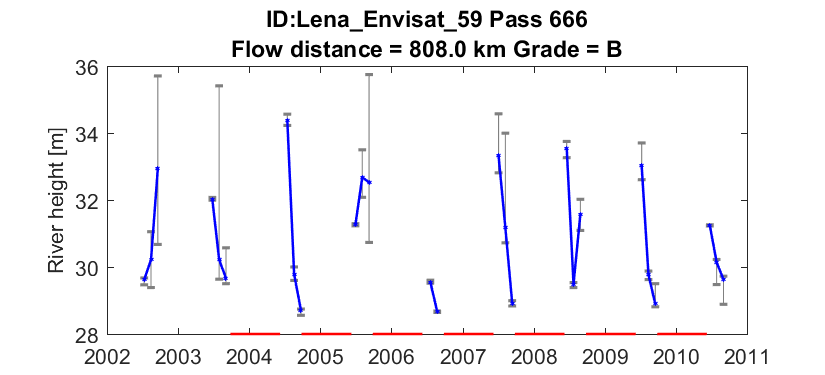 ID:Lena_Envisat_59 Pass 666
Flow distance = 808.0 km Grade = B
River height [m]
36
34
32
30
28
2002 2003 2004 2005 2006 2007 2008 2009 2010 2011